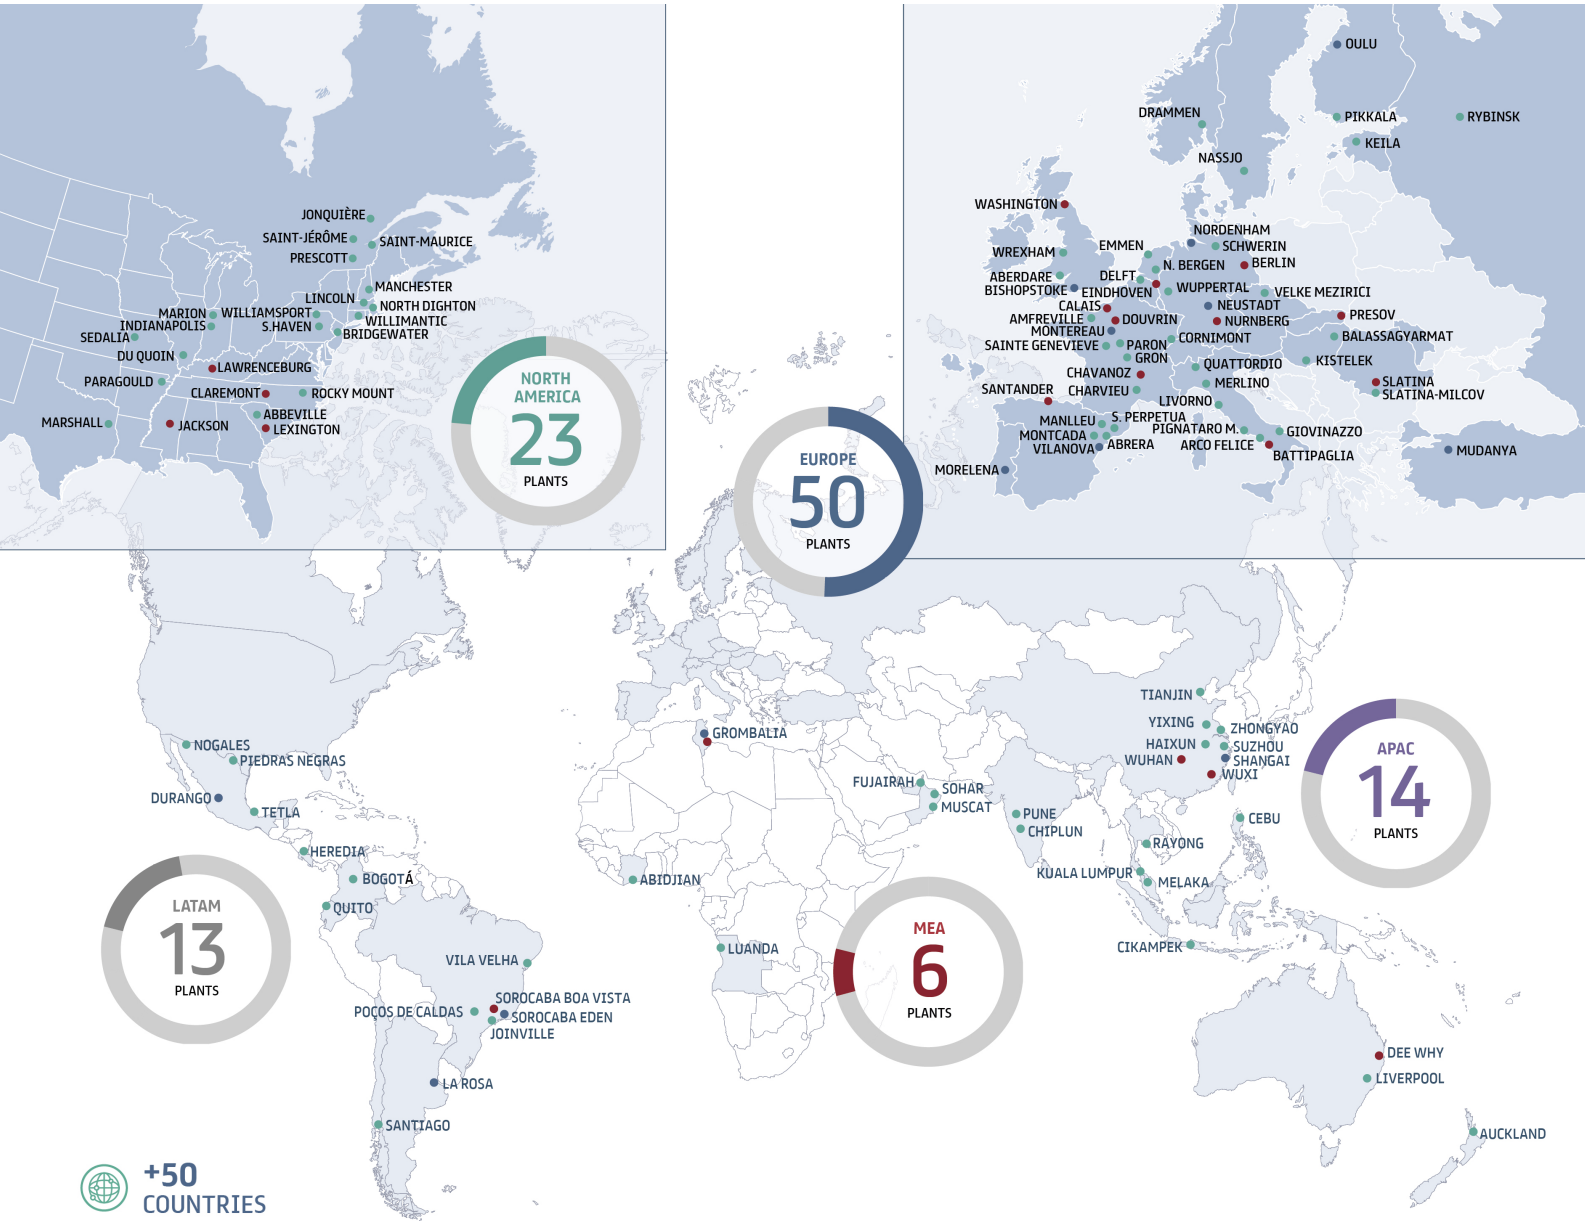 JONQUIÈRE
SAINT-JÉRÔME
SAINT-MAURICE
PRESCOTT
MANCHESTER
LINCOLN
NORTH DIGHTON
MARION
WILLIAMSPORT
WILLIMANTIC
INDIANAPOLIS
S.HAVEN
BRIDGEWATER
SEDALIA
DU QUOIN
LAWRENCEBURG
PARAGOULD
CLAREMONT
ROCKY MOUNT
ABBEVILLE
MARSHALL
JACKSON
LEXINGTON
NORTH
AMERICA
23
PLANTS
OULU
DRAMMEN
PIKKALA
RYBINSK
KEILA
NASSJO
WASHINGTON
NORDENHAM
EMMEN
SCHWERIN
WREXHAM
N. BERGEN
BERLIN
ABERDARE
DELFT
BISHOPSTOKE
EINDHOVEN
WUPPERTAL
VELKE MEZIRICI
CALAIS
NEUSTADT
AMFREVILLE
DOUVRIN
NURNBERG
PRESOV
MONTEREAU
CORNIMONT
BALASSAGYARMAT
SAINTE GENEVIEVE
PARON
GRON
QUATTORDIO
KISTELEK
CHAVANOZ
MERLINO
SLATINA
SANTANDER
CHARVIEU
SLATINA-MILCOV
LIVORNO
MANLLEU
S. PERPETUA
PIGNATARO M.
GIOVINAZZO
MONTCADA
ABRERA
ARCO FELICE
VILANOVA
BATTIPAGLIA
MUDANYA
MORELENA
EUROPE
50
PLANTS
NOGALES
PIEDRAS NEGRAS
DURANGO
TETLA
HEREDIA
BOGOTÁ
QUITO
LATAM
13
PLANTS
VILA VELHA
SOROCABA BOA VISTA
POÇOS DE CALDAS
SOROCABA EDEN
JOINVILLE
LA ROSA
SANTIAGO
GROMBALIA
FUJAIRAH
SOHAR
MUSCAT
ABIDJIAN
LUANDA
MEA
6
PLANTS
TIANJIN
YIXING
ZHONGYAO
HAIXUN
SUZHOU
WUHAN
SHANGAI
WUXI
PUNE
CEBU
CHIPLUN
RAYONG
KUALA LUMPUR
MELAKA
CIKAMPEK
APAC
14
PLANTS
DEE WHY
LIVERPOOL
AUCKLAND
+50
COUNTRIES